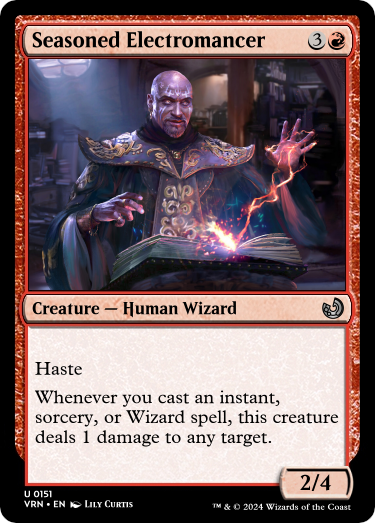 Seasoned Electromancer 3
Creature — Human Wizard
Haste
Whenever you cast an instant,
sorcery, or Wizard spell, this creature
deals 1 damage to any target.
2/4
U 0151
VRN • EN Lily Curtis
™ & © 2024 Wizards of the Coast